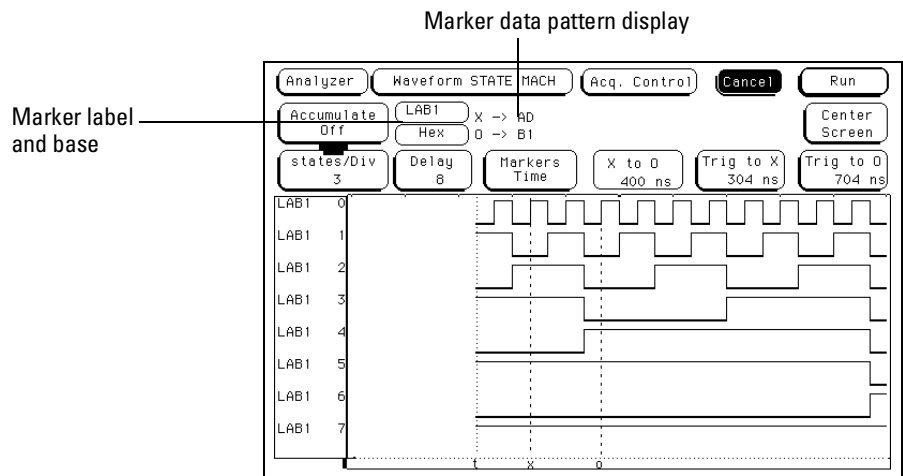 Marker data pattern display
Analyzer Waveform STATE MACH Acq. Control Cancel Run
Marker label
and base
Accumulate
Off
LAB1
Hex
X -> AD
O -> B1
Center
Screen
states/Div
3
Delay
8
Markers
Time
X to O
400 ns
Trig to X
304 ns
Trig to O
704 ns
LAB1 0
LAB1 1
LAB1 2
LAB1 3
LAB1 4
LAB1 5
LAB1 6
LAB1 7
t X O